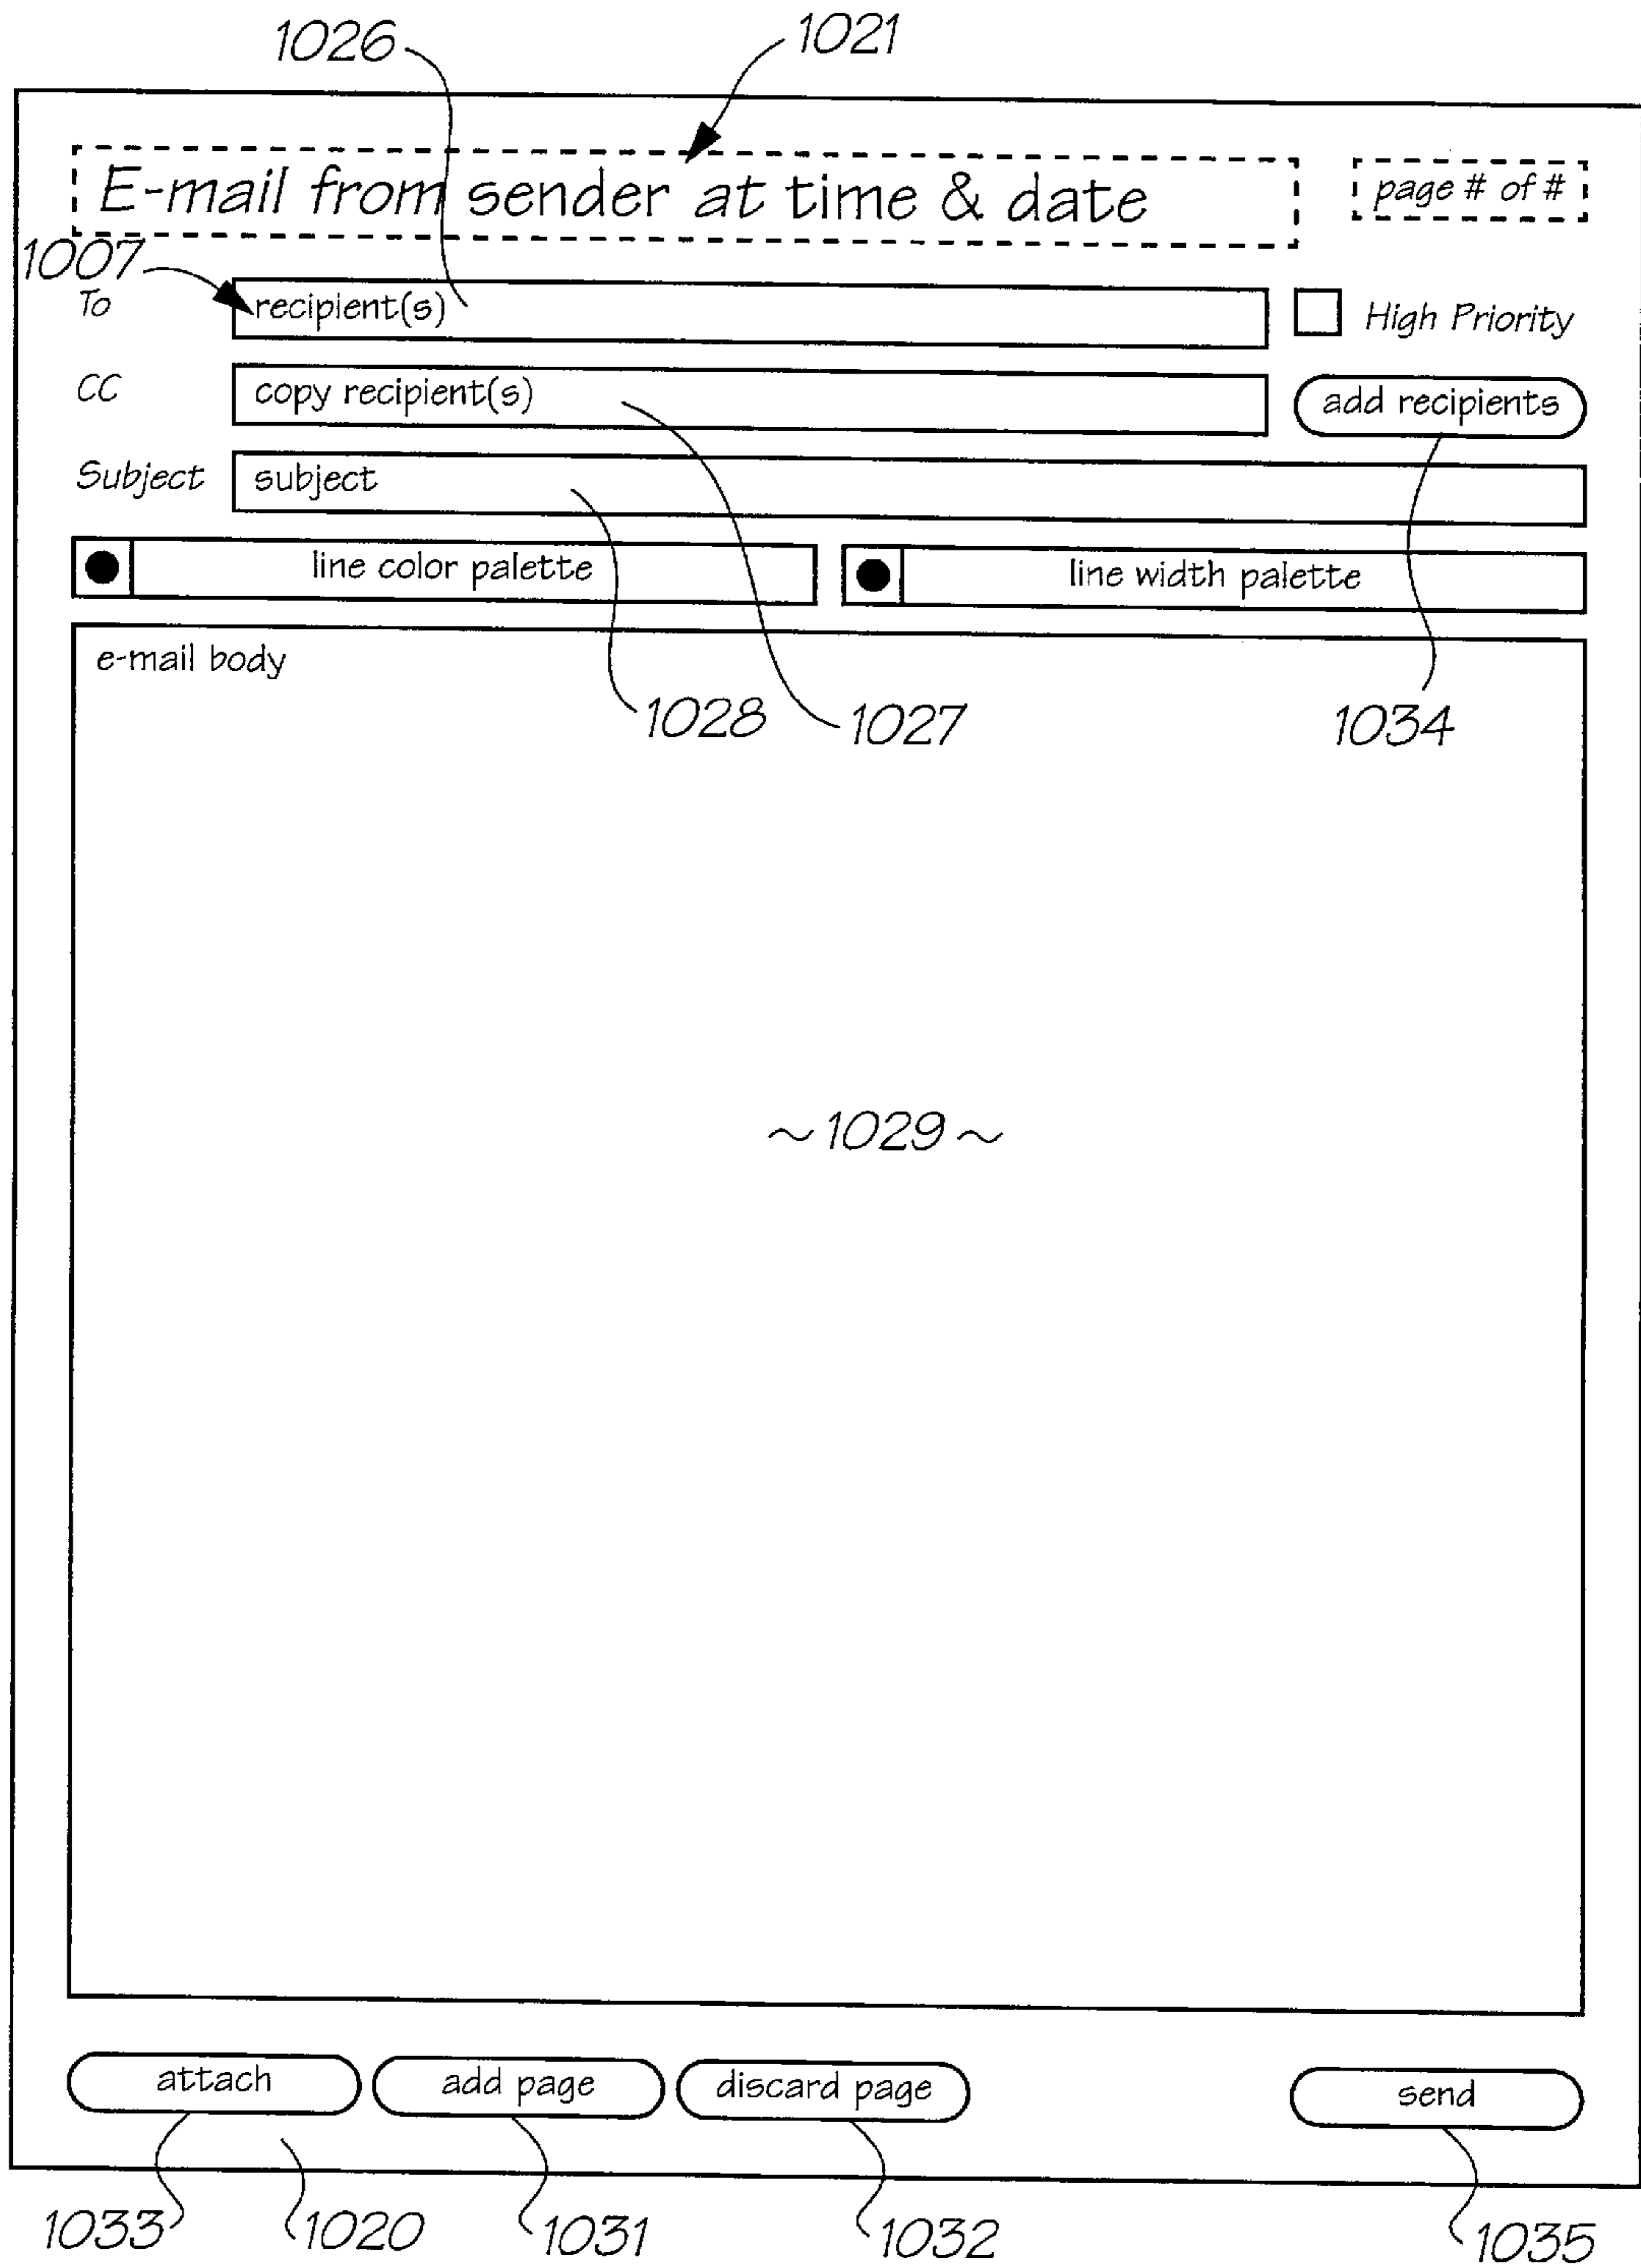 1026 1021
E-mail from sender at time & date page # of #
1007
To recipient(s) High Priority
CC copy recipient(s) add recipients
Subject subject
line color palette line width palette
e-mail body
1028 1027 1034
~1029~
attach add page discard page send
1033 1020 1031 1032 1035